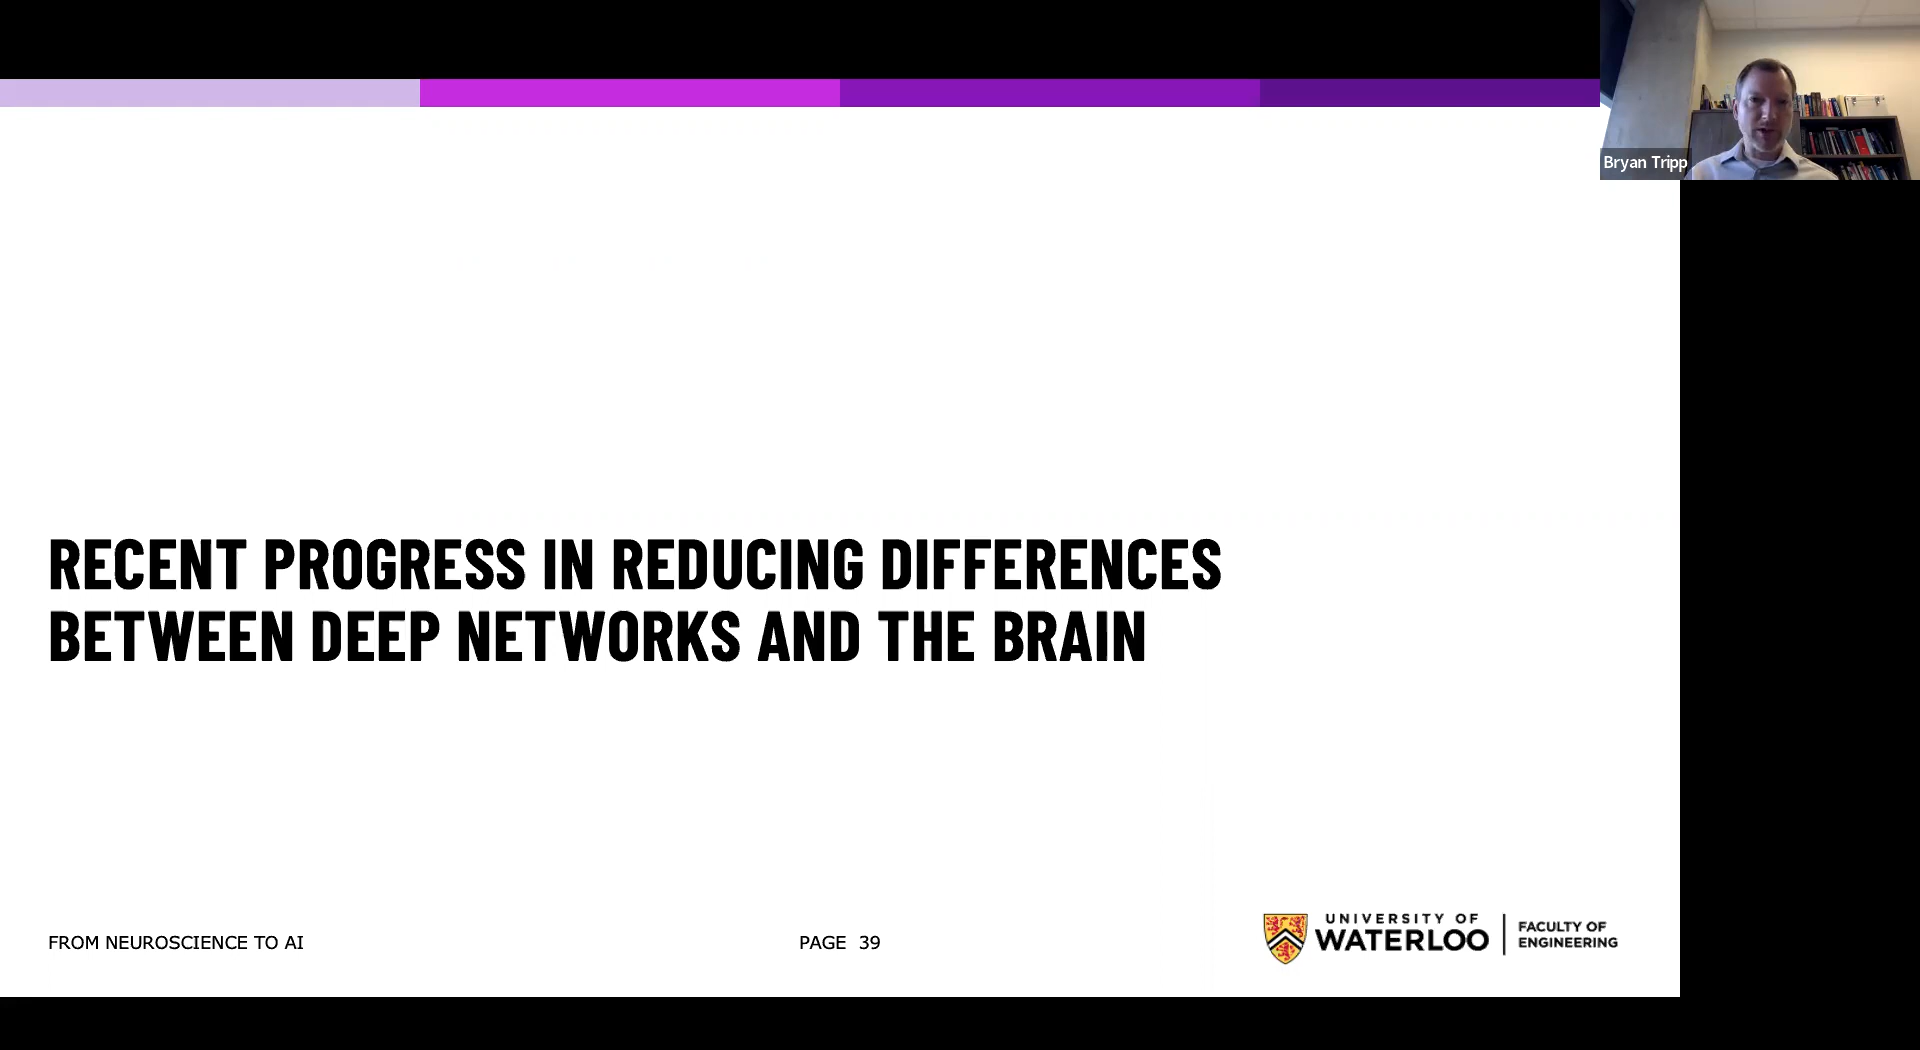 Bryan Tripp
RECENT PROGRESS IN REDUCING DIFFERENCES
BETWEEN DEEP NETWORKS AND THE BRAIN
FROM NEUROSCIENCE TO AI
PAGE 39
UNIVERSITY OF
WATERLOO
FACULTY OF
ENGINEERING